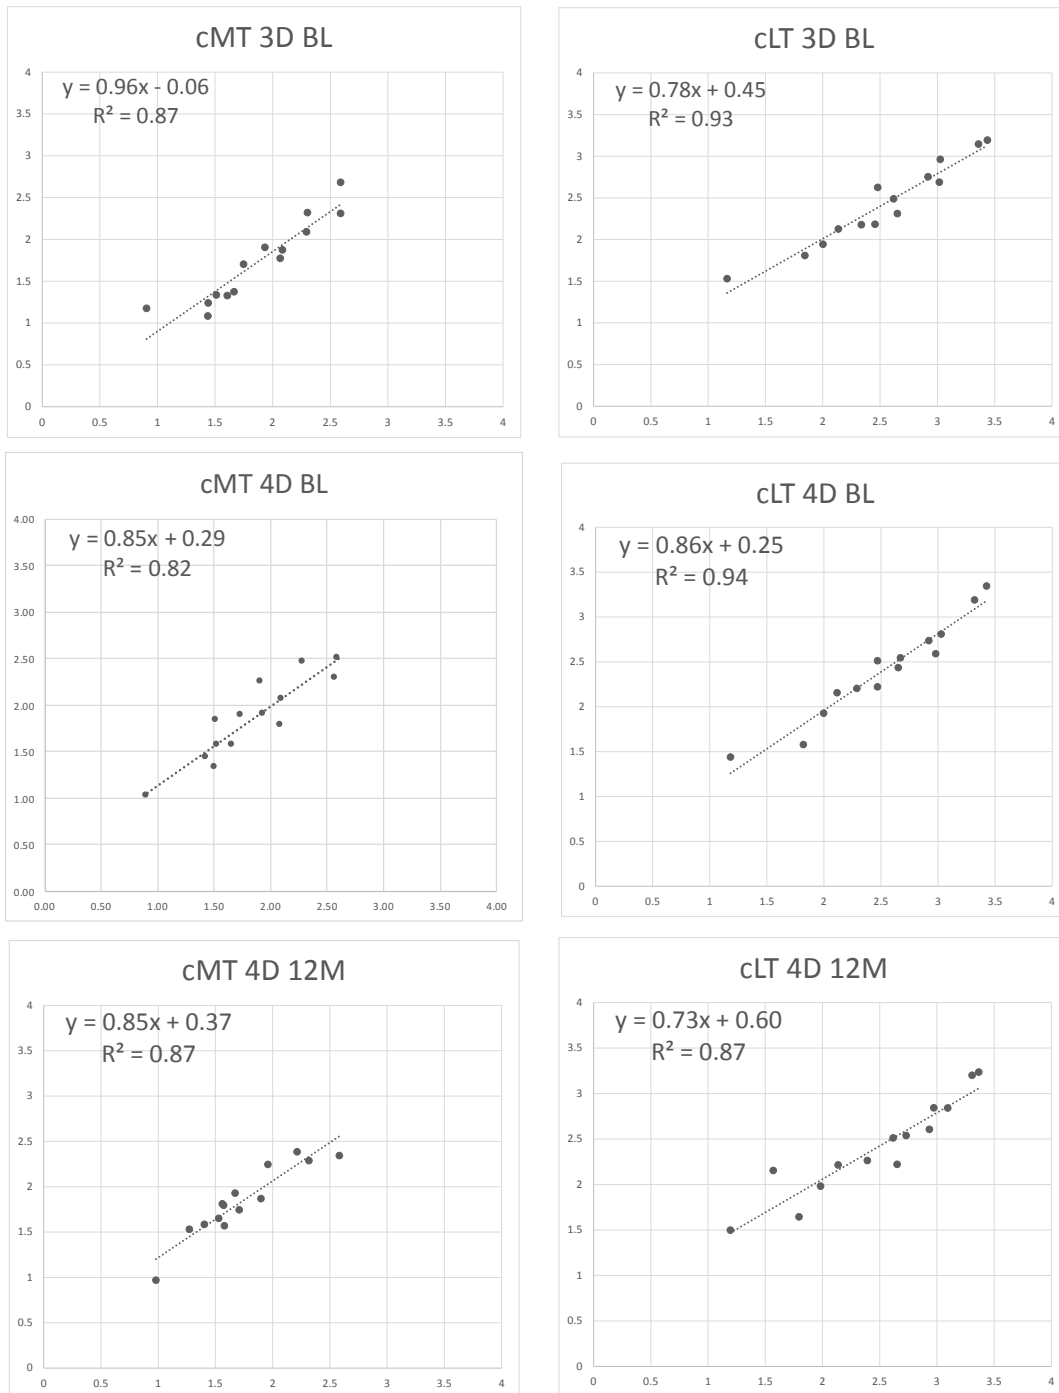 cMT 3D BL
y = 0.96x - 0.06
R² = 0.87
4
3.5
3
2.5
2
1.5
1
0.5
0
0 0.5 1 1.5 2 2.5 3 3.5 4
cLT 3D BL
y = 0.78x + 0.45
R² = 0.93
4
3.5
3
2.5
2
1.5
1
0.5
0
0 0.5 1 1.5 2 2.5 3 3.5 4
cMT 4D BL
y = 0.85x + 0.29
R² = 0.82
4.00
3.50
3.00
2.50
2.00
1.50
1.00
0.50
0.00
0.00 0.50 1.00 1.50 2.00 2.50 3.00 3.50 4.00
cLT 4D BL
y = 0.86x + 0.25
R² = 0.94
4
3.5
3
2.5
2
1.5
1
0.5
0
0 0.5 1 1.5 2 2.5 3 3.5 4
cMT 4D 12M
y = 0.85x + 0.37
R² = 0.87
4
3.5
3
2.5
2
1.5
1
0.5
0
0 0.5 1 1.5 2 2.5 3 3.5 4
cLT 4D 12M
y = 0.73x + 0.60
R² = 0.87
4
3.5
3
2.5
2
1.5
1
0.5
0
0 0.5 1 1.5 2 2.5 3 3.5 4